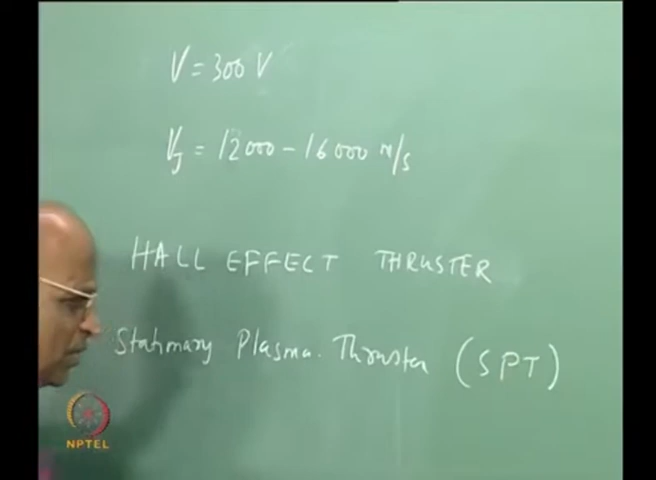 V = 300 V
Vj = 12000 - 16000 m/s
HALL EFFECT THRUSTER
Stationary Plasma. Thruster (SPT)
NPTEL